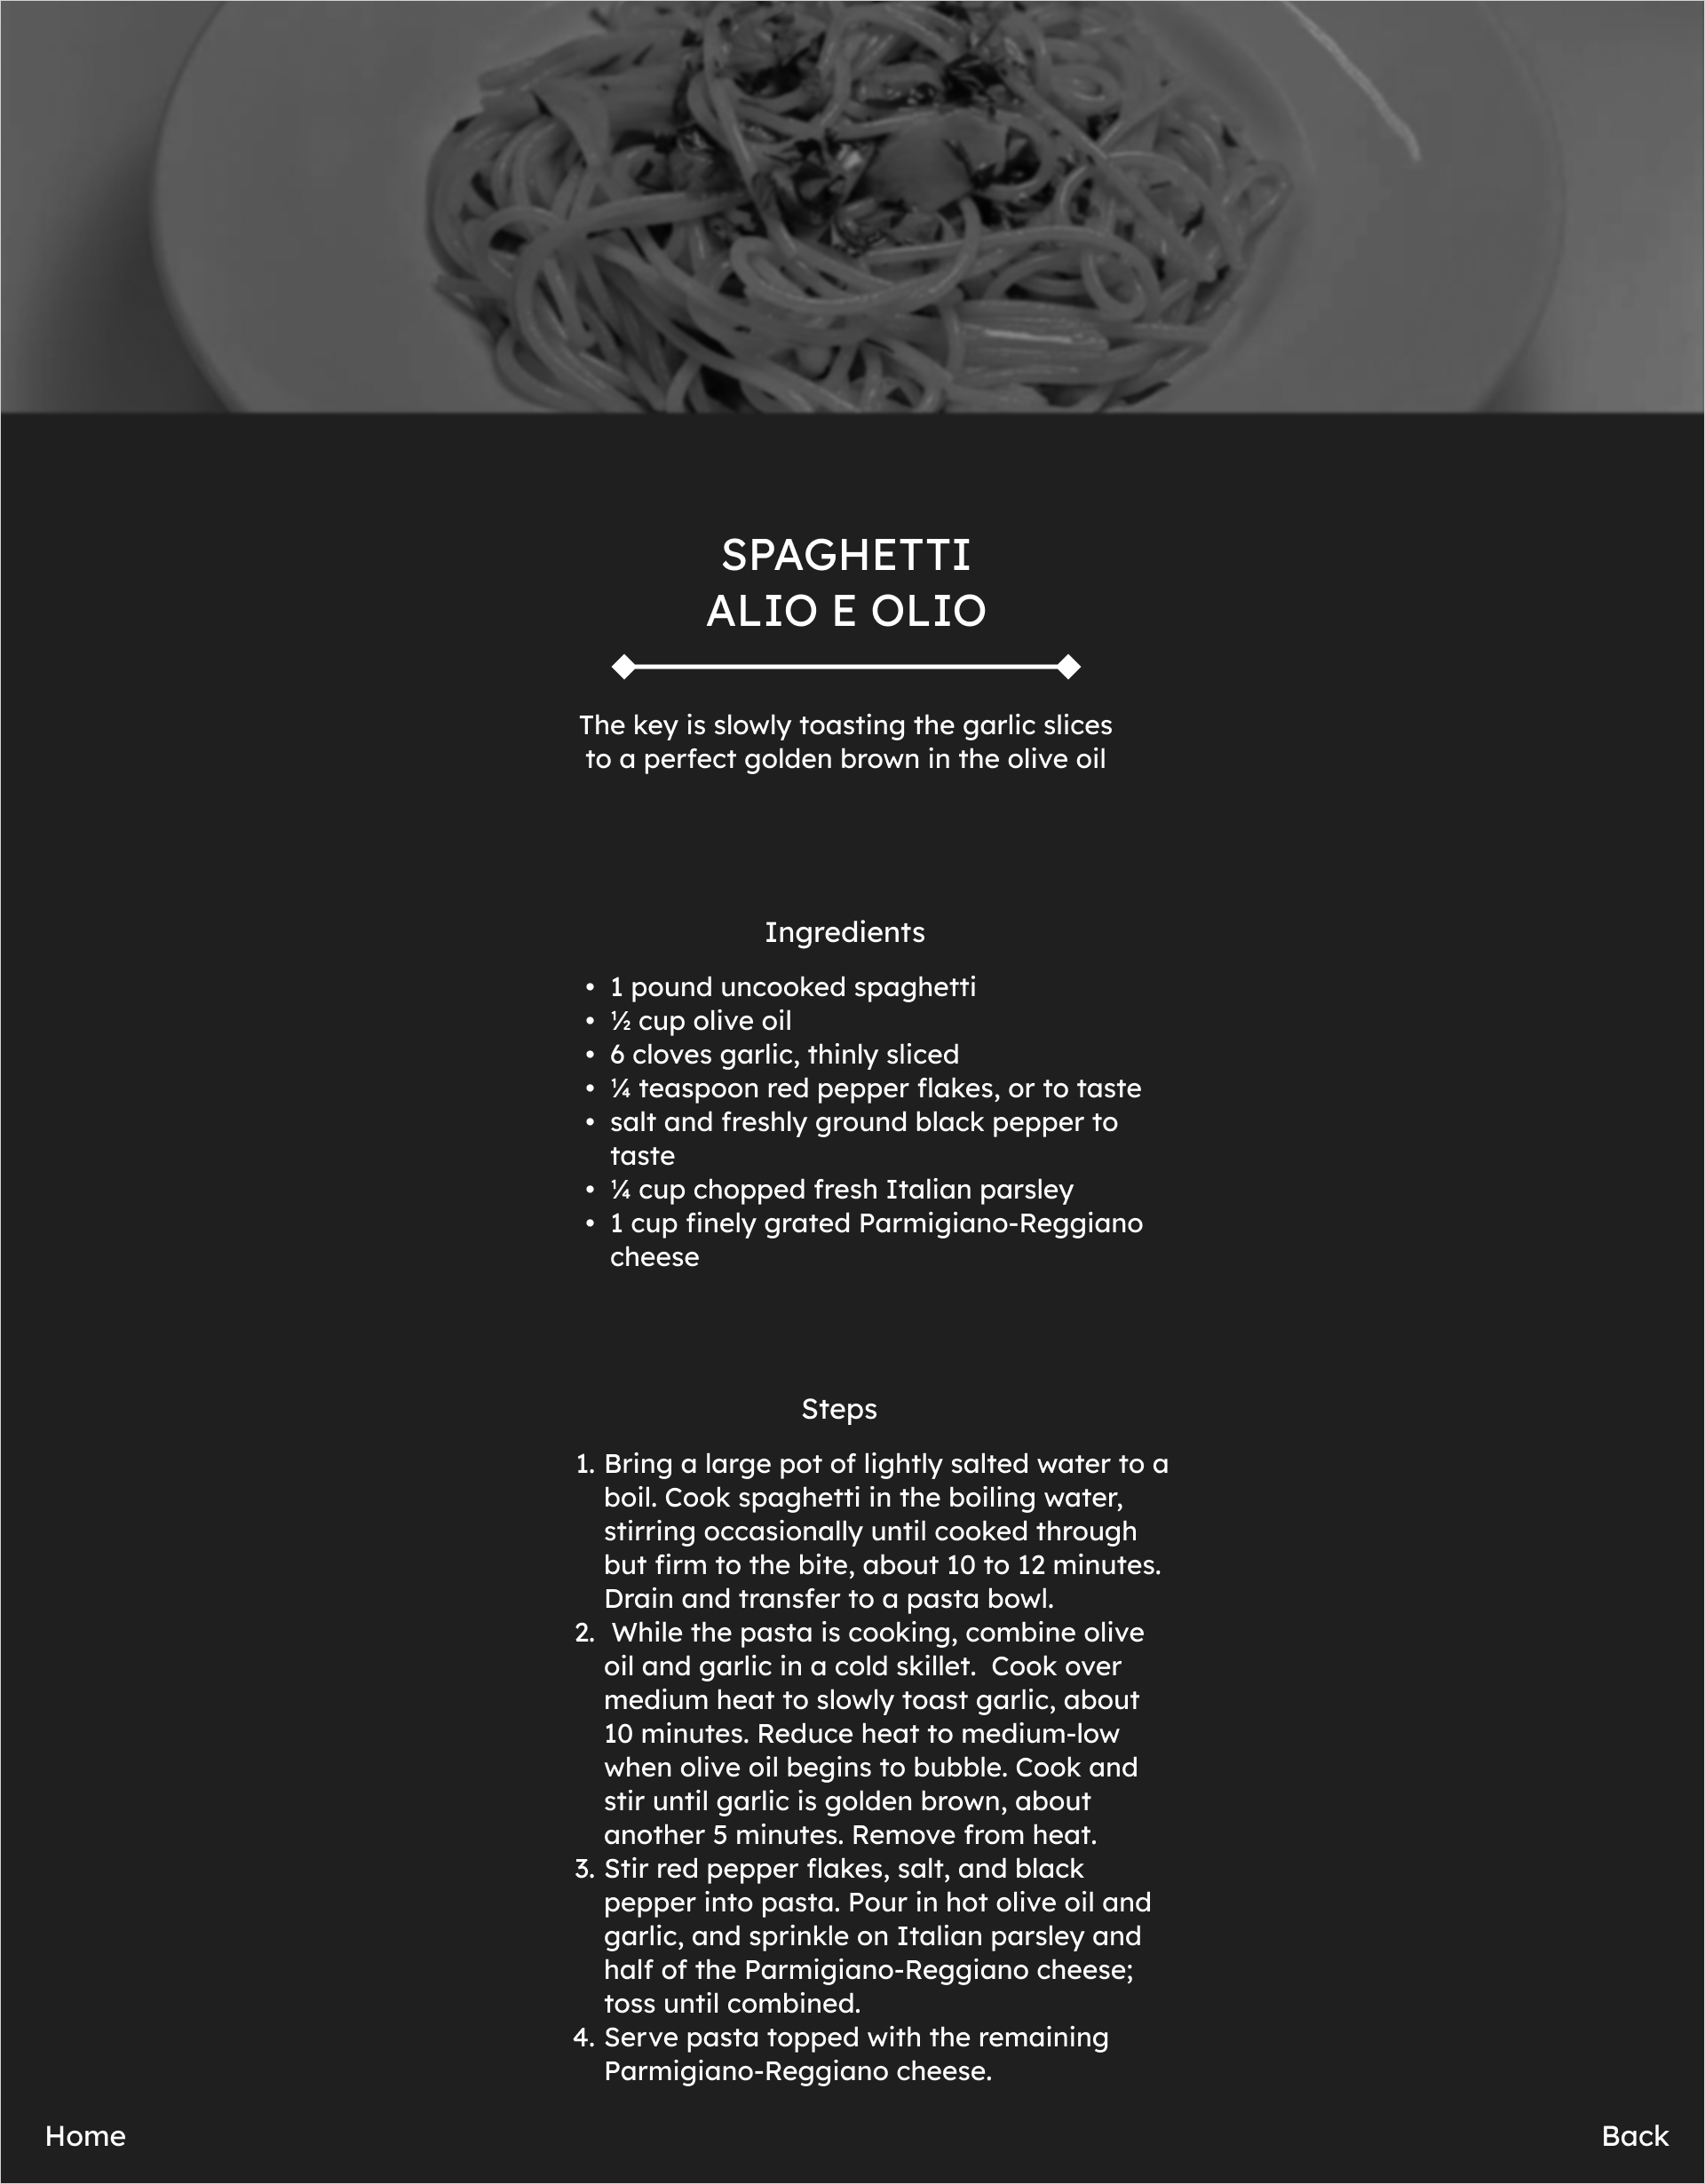 SPAGHETTI
ALIO E OLIO
The key is slowly toasting the garlic slices
to a perfect golden brown in the olive oil
Ingredients
• 1 pound uncooked spaghetti
• ½ cup olive oil
• 6 cloves garlic, thinly sliced
• ¼ teaspoon red pepper flakes, or to taste
• salt and freshly ground black pepper to
taste
• ¼ cup chopped fresh Italian parsley
• 1 cup finely grated Parmigiano-Reggiano
cheese
Steps
1. Bring a large pot of lightly salted water to a
boil. Cook spaghetti in the boiling water,
stirring occasionally until cooked through
but firm to the bite, about 10 to 12 minutes.
Drain and transfer to a pasta bowl.
2.  While the pasta is cooking, combine olive
oil and garlic in a cold skillet.  Cook over
medium heat to slowly toast garlic, about
10 minutes. Reduce heat to medium-low
when olive oil begins to bubble. Cook and
stir until garlic is golden brown, about
another 5 minutes. Remove from heat.
3. Stir red pepper flakes, salt, and black
pepper into pasta. Pour in hot olive oil and
garlic, and sprinkle on Italian parsley and
half of the Parmigiano-Reggiano cheese;
toss until combined.
4. Serve pasta topped with the remaining
Parmigiano-Reggiano cheese.
Home
Back